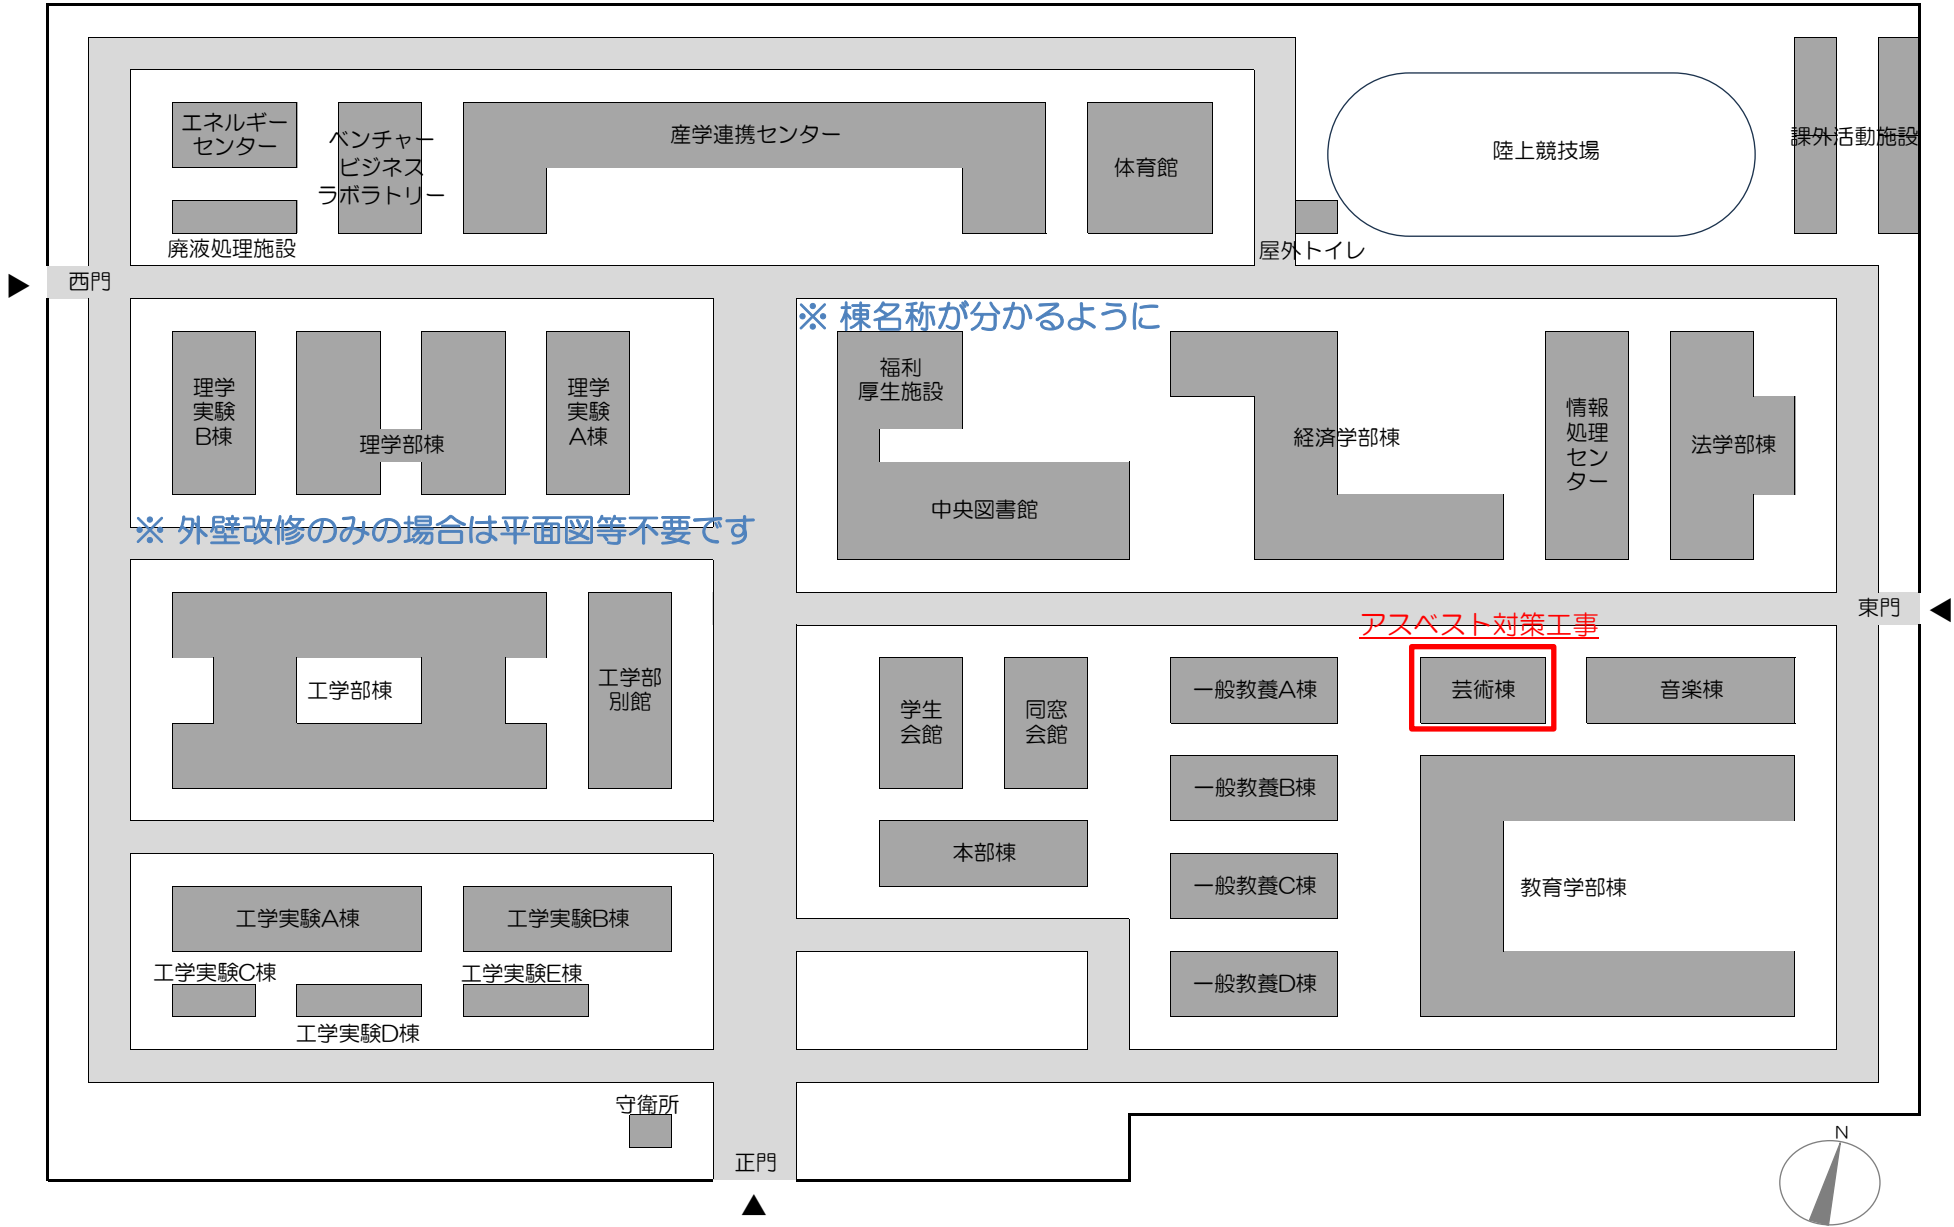 エネルギー
センター
ベンチャー
ビジネス
ラボラトリー
産学連携センター
体育館
陸上競技場
課外活動施設
廃液処理施設
屋外トイレ
西門
※ 棟名称が分かるように
理学
実験
B棟
理学部棟
理学
実験
A棟
福利
厚生施設
中央図書館
経済学部棟
情報
処理
セン
ター
法学部棟
※ 外壁改修のみの場合は平面図等不要です
東門
アスベスト対策工事
工学部棟
工学部
別館
学生
会館
同窓
会館
一般教養A棟
芸術棟
音楽棟
一般教養B棟
本部棟
一般教養C棟
教育学部棟
工学実験A棟
工学実験B棟
工学実験C棟
工学実験E棟
一般教養D棟
工学実験D棟
守衛所
正門
N